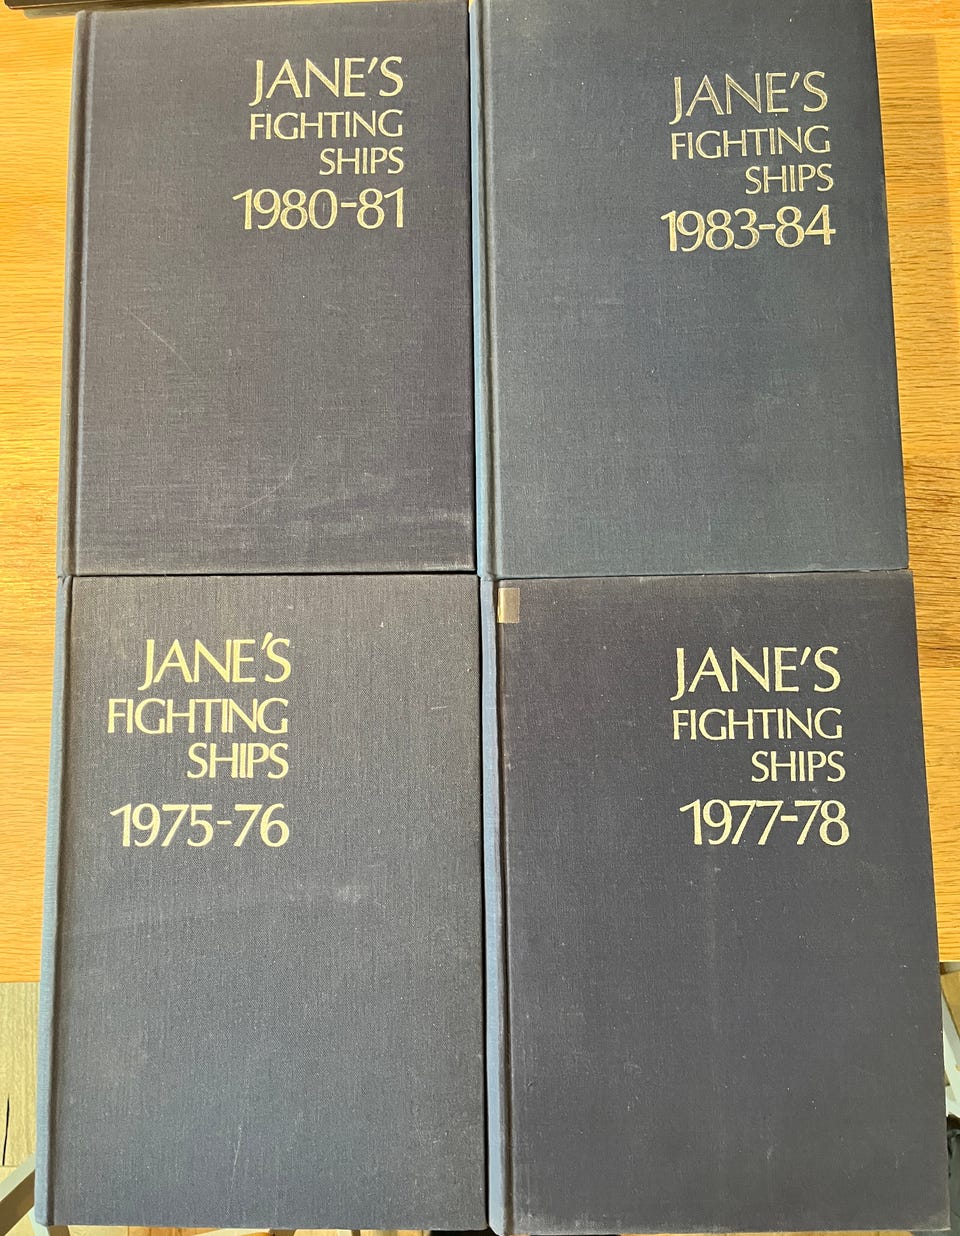 JANE'S
FIGHTING
SHIPS
1980-81
JANE'S
FIGHTING
SHIPS
1983-84
JANE'S
FIGHTING
SHIPS
1975-76
JANE'S
FIGHTING
SHIPS
1977-78